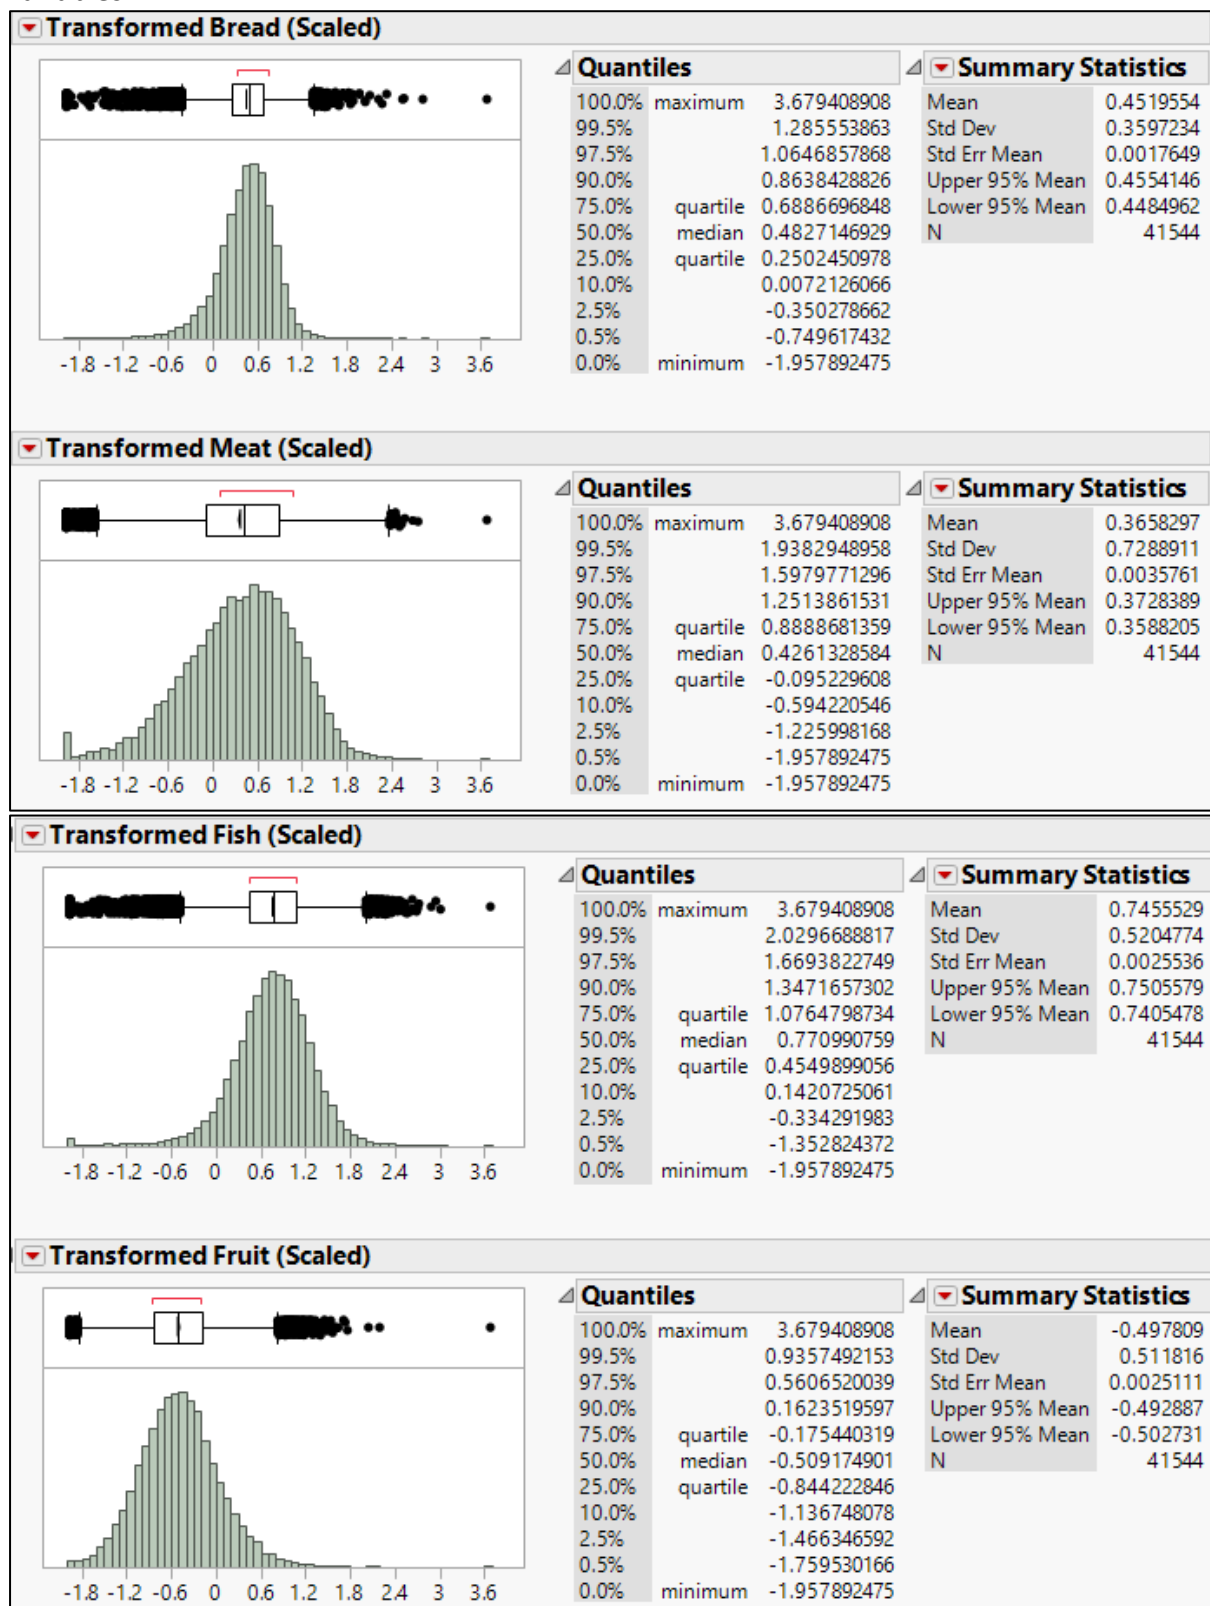 Transformed Bread (Scaled)
Quantiles
100.0% maximum 3.679408908
99.5% 1.285553863
97.5% 1.0646857868
90.0% 0.8638428826
75.0% quartile 0.6886696848
50.0% median 0.4827146929
25.0% quartile 0.2502450978
10.0% 0.0072126066
2.5% -0.350278662
0.5% -0.749617432
0.0% minimum -1.957892475
Summary Statistics
Mean 0.4519554
Std Dev 0.3597234
Std Err Mean 0.0017649
Upper 95% Mean 0.4554146
Lower 95% Mean 0.4484962
N 41544
-1.8 -1.2 -0.6 0 0.6 1.2 1.8 2.4 3 3.6
Transformed Meat (Scaled)
Quantiles
100.0% maximum 3.679408908
99.5% 1.9382948958
97.5% 1.5979771296
90.0% 1.2513861531
75.0% quartile 0.8888681359
50.0% median 0.4261328584
25.0% quartile -0.095229608
10.0% -0.594220546
2.5% -1.225998168
0.5% -1.957892475
0.0% minimum -1.957892475
Summary Statistics
Mean 0.3658297
Std Dev 0.7288911
Std Err Mean 0.0035761
Upper 95% Mean 0.3728389
Lower 95% Mean 0.3588205
N 41544
-1.8 -1.2 -0.6 0 0.6 1.2 1.8 2.4 3 3.6
Transformed Fish (Scaled)
Quantiles
100.0% maximum 3.679408908
99.5% 2.0296688817
97.5% 1.6693822749
90.0% 1.3471657302
75.0% quartile 1.0764798734
50.0% median 0.770990759
25.0% quartile 0.4549899056
10.0% 0.1420725061
2.5% -0.334291983
0.5% -1.352824372
0.0% minimum -1.957892475
Summary Statistics
Mean 0.7455529
Std Dev 0.5204774
Std Err Mean 0.0025536
Upper 95% Mean 0.7505579
Lower 95% Mean 0.7405478
N 41544
-1.8 -1.2 -0.6 0 0.6 1.2 1.8 2.4 3 3.6
Transformed Fruit (Scaled)
Quantiles
100.0% maximum 3.679408908
99.5% 0.9357492153
97.5% 0.5606520039
90.0% 0.1623519597
75.0% quartile -0.175440319
50.0% median -0.509174901
25.0% quartile -0.844222846
10.0% -1.136748078
2.5% -1.466346592
0.5% -1.759530166
0.0% minimum -1.957892475
Summary Statistics
Mean -0.497809
Std Dev 0.511816
Std Err Mean 0.0025111
Upper 95% Mean -0.492887
Lower 95% Mean -0.502731
N 41544
-1.8 -1.2 -0.6 0 0.6 1.2 1.8 2.4 3 3.6